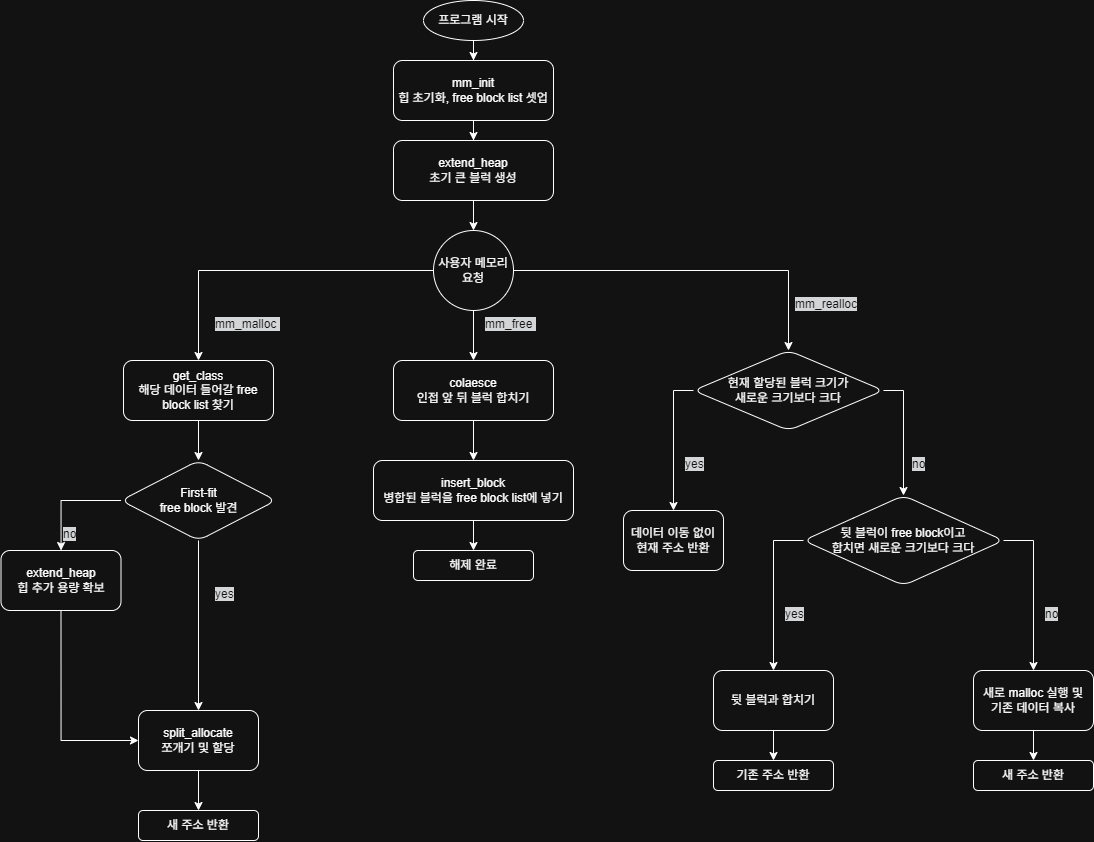 프로그램 시작
mm_init
힙 초기화, free block list 셋업
extend_heap
초기 큰 블럭 생성
사용자 메모리
요청
mm_malloc
mm_free
mm_realloc
get_class
해당 데이터 들어갈 free
block list 찾기
First-fit
free block 발견
no
extend_heap
힙 추가 용량 확보
yes
split_allocate
쪼개기 및 할당
새 주소 반환
colaesce
인접 앞 뒤 블럭 합치기
insert_block
병합된 블럭을 free block list에 넣기
해제 완료
현재 할당된 블럭 크기가
새로운 크기보다 크다
yes
데이터 이동 없이
현재 주소 반환
no
뒷 블럭이 free block이고
합치면 새로운 크기보다 크다
yes
뒷 블럭과 합치기
기존 주소 반환
no
새로 malloc 실행 및
기존 데이터 복사
새 주소 반환